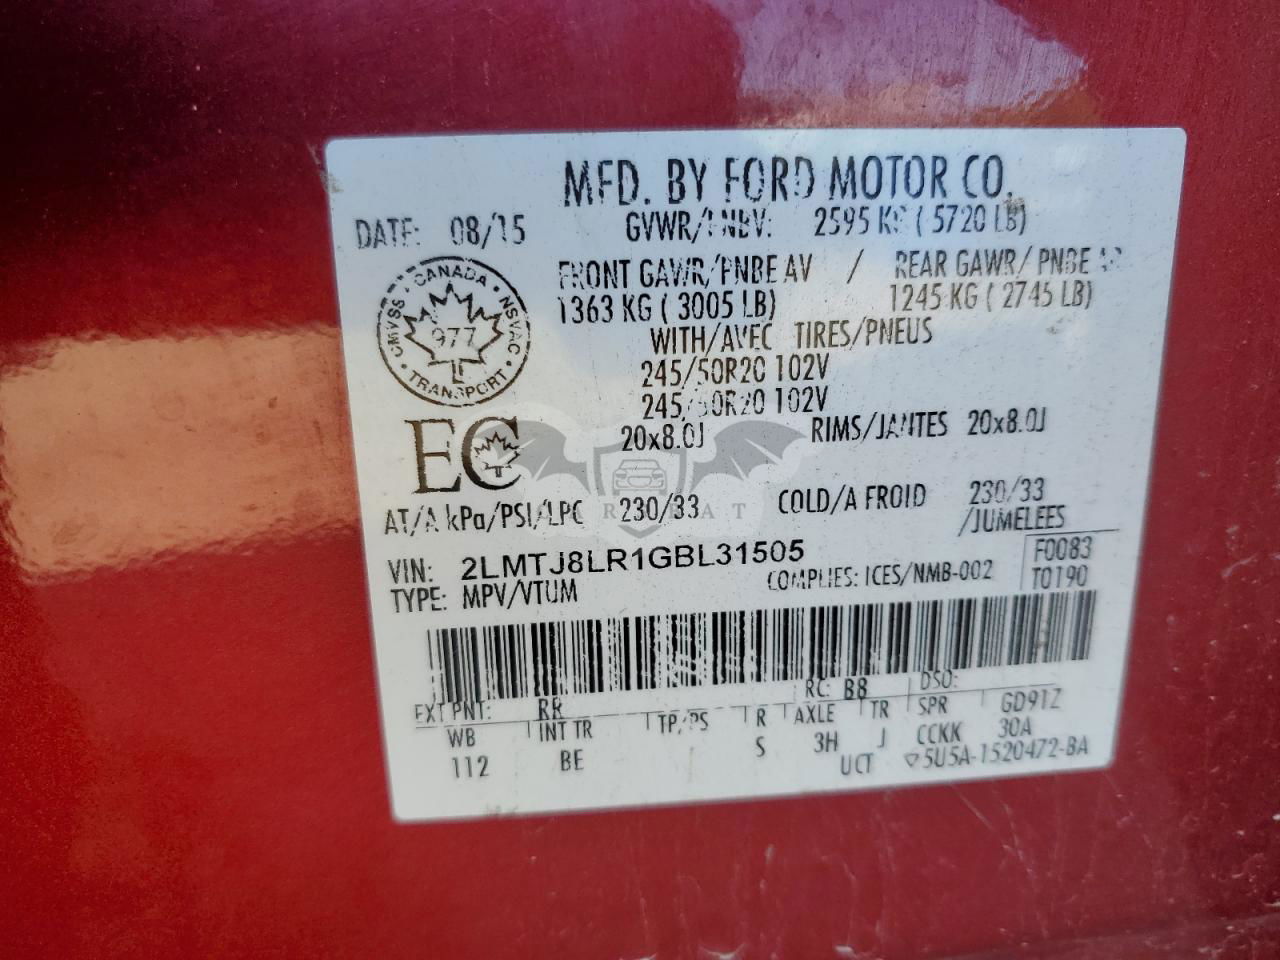 MFD. BY FORD MOTOR CO.
DATE: 08/15 GVWR/PNBV: 2595 KG ( 5720 LB)
FRONT GAWR/PNBE AV / REAR GAWR/ PNBE AR
1363 KG ( 3005 LB) 1245 KG ( 2745 LB)
WITH/AVEC TIRES/PNEUS
245/50R20 102V
245/50R20 102V
20x8.0J RIMS/JANTES 20x8.0J
CANADA · NSVAC · TRANSPORT · CMVSS
977
EC
AT/A kPa/PSI/LPC 230/33 COLD/A FROID 230/33
/JUMELEES
VIN: 2LMTJ8LR1GBL31505 F0083
TYPE: MPV/VTUM COMPLIES: ICES/NMB-002 T0190
RC: B8 DSO:
EXT PNT: RR
WB INT TR TP/PS R AXLE TR SPR GD91Z
112 BE S 3H J CCKK 30A
UCT 5U5A-1520472-BA